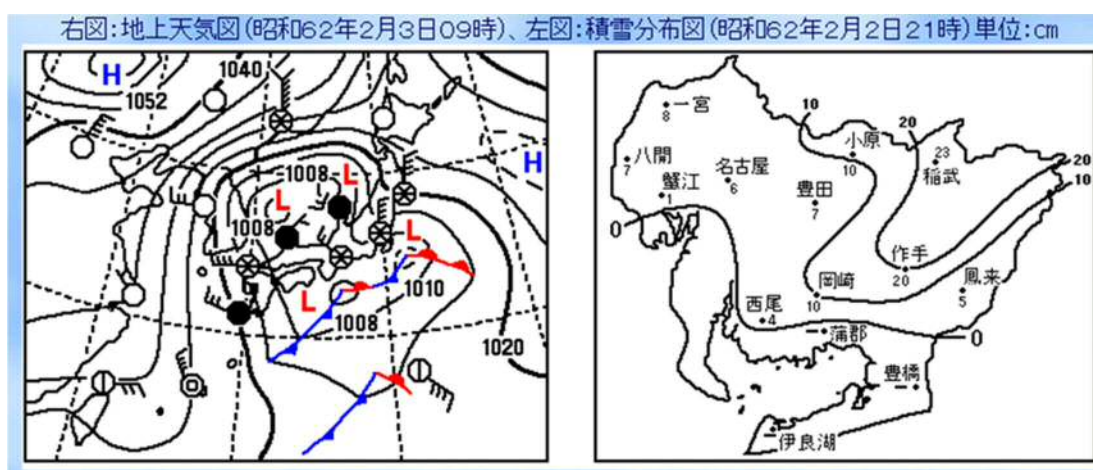 右図:地上天気図(昭和62年2月3日09時)、左図:積雪分布図(昭和62年2月2日21時)単位:cm
H
1040
1052
H
1008
L
L
1008
L
L
1010
1008
1020
一宮
8
10
小原
10
20
23
稲武
20
10
八開
7
名古屋
6
蟹江
1
豊田
7
0
作手
20
岡崎
10
鳳来
5
西尾
4
蒲郡
0
豊橋
伊良湖